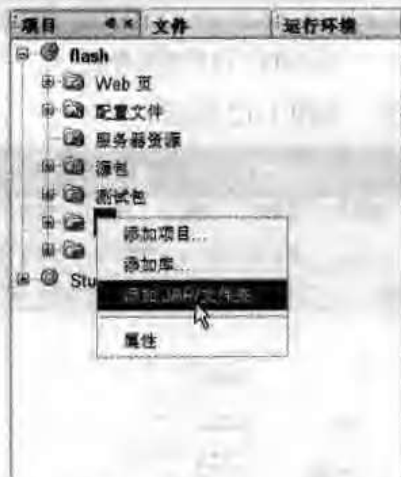 项目 文件 运行环境
flash
Web 页
配置文件
服务器资源
源包
测试包
添加项目...
添加库...
添加 JAR/文件夹...
Stu
属性